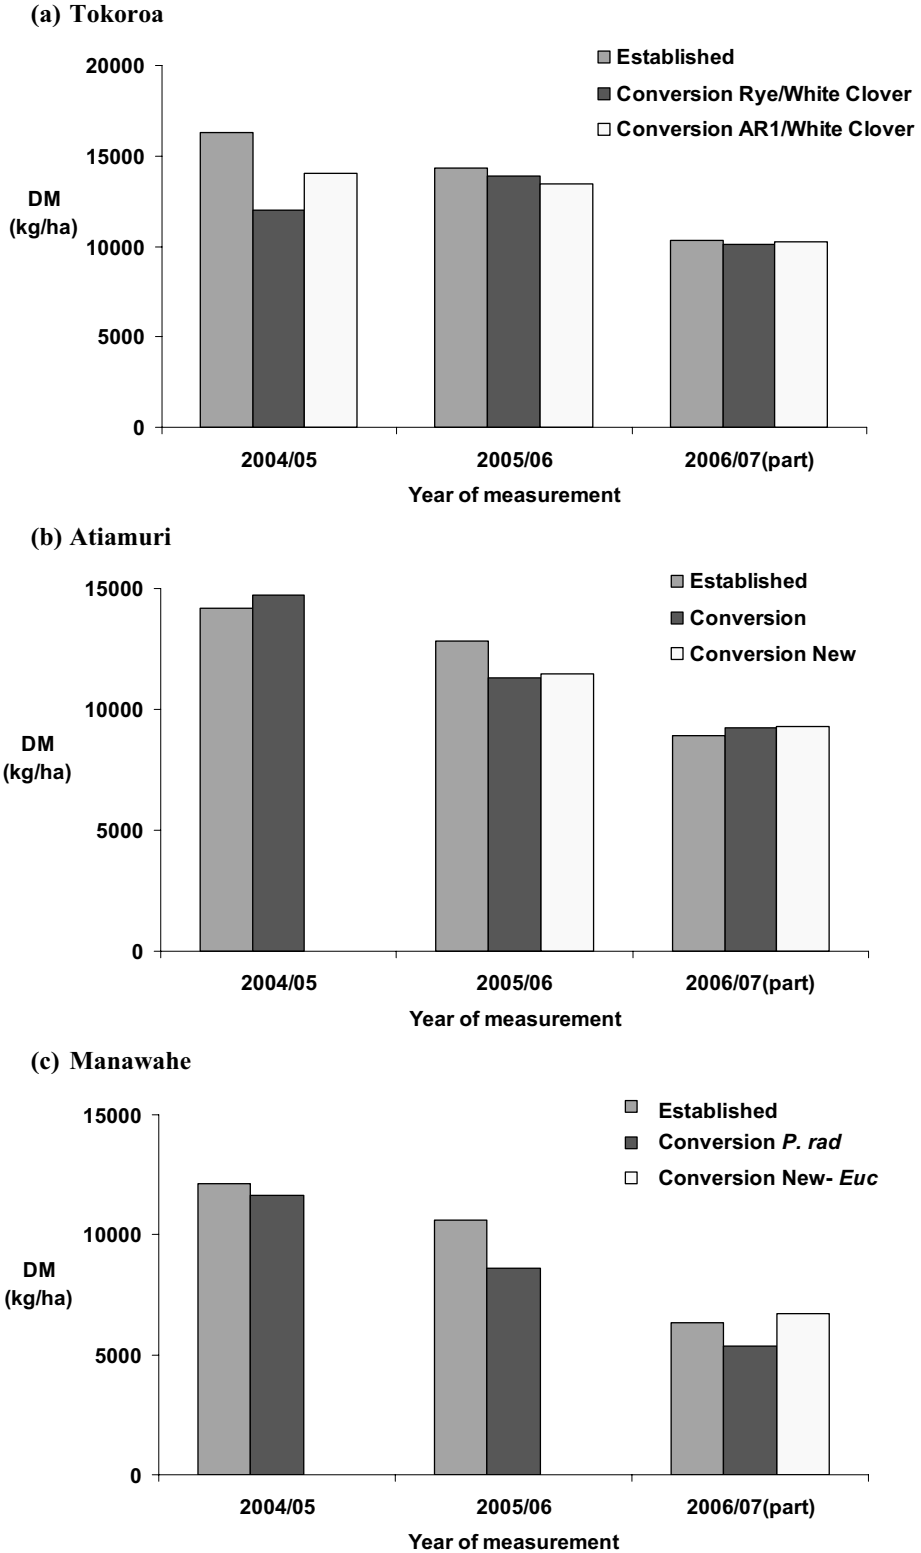 (a) Tokoroa
20000
15000
10000
5000
0
DM
(kg/ha)
Established
Conversion Rye/White Clover
Conversion AR1/White Clover
2004/05
2005/06
2006/07(part)
Year of measurement
(b) Atiamuri
15000
10000
5000
0
DM
(kg/ha)
Established
Conversion
Conversion New
2004/05
2005/06
2006/07(part)
Year of measurement
(c) Manawahe
15000
10000
5000
0
DM
(kg/ha)
Established
Conversion P. rad
Conversion New- Euc
2004/05
2005/06
2006/07(part)
Year of measurement